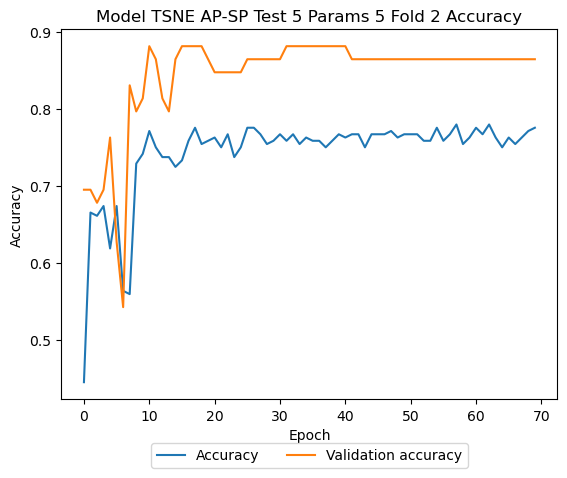 Model TSNE AP-SP Test 5 Params 5 Fold 2 Accuracy
0.9
0.8
0.7
0.6
0.5
Accuracy
0 10 20 30 40 50 60 70
Epoch
Accuracy Validation accuracy